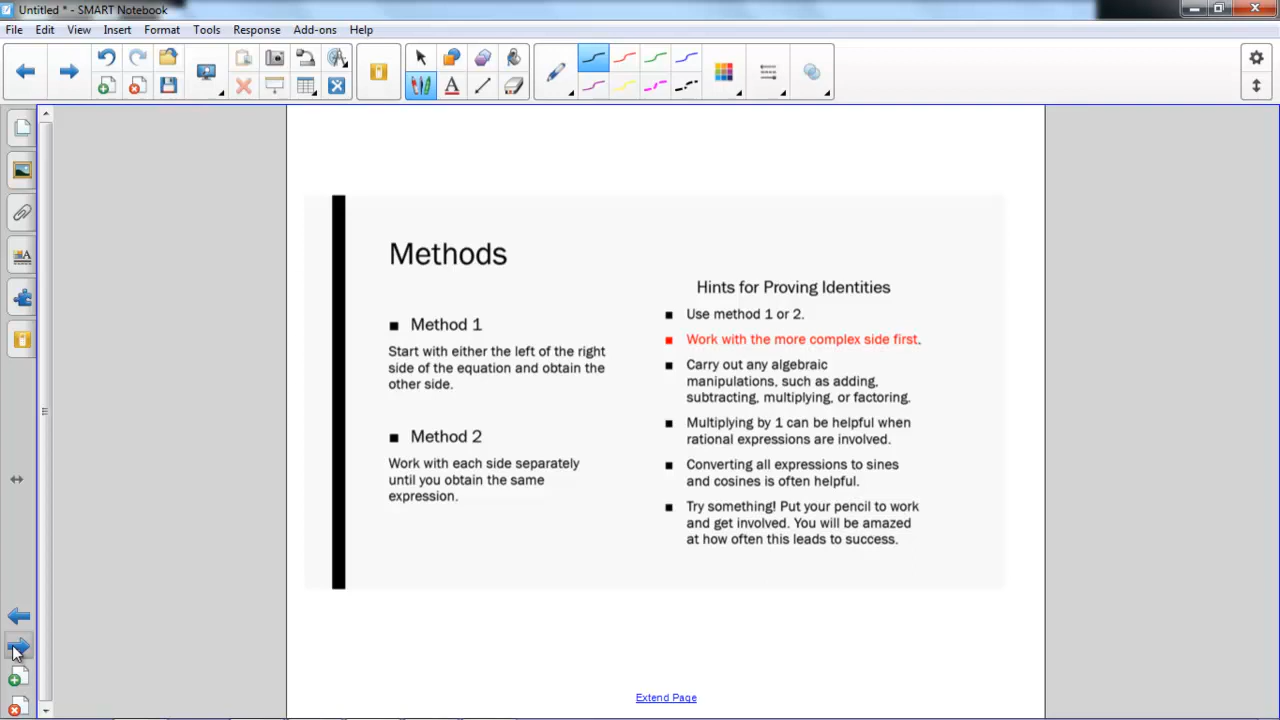 Untitled * - SMART Notebook
File Edit View Insert Format Tools Response Add-ons Help
Methods
■ Method 1
Start with either the left of the right
side of the equation and obtain the
other side.
■ Method 2
Work with each side separately
until you obtain the same
expression.
Hints for Proving Identities
■ Use method 1 or 2.
■ Work with the more complex side first.
■ Carry out any algebraic
manipulations, such as adding,
subtracting, multiplying, or factoring.
■ Multiplying by 1 can be helpful when
rational expressions are involved.
■ Converting all expressions to sines
and cosines is often helpful.
■ Try something! Put your pencil to work
and get involved. You will be amazed
at how often this leads to success.
Extend Page